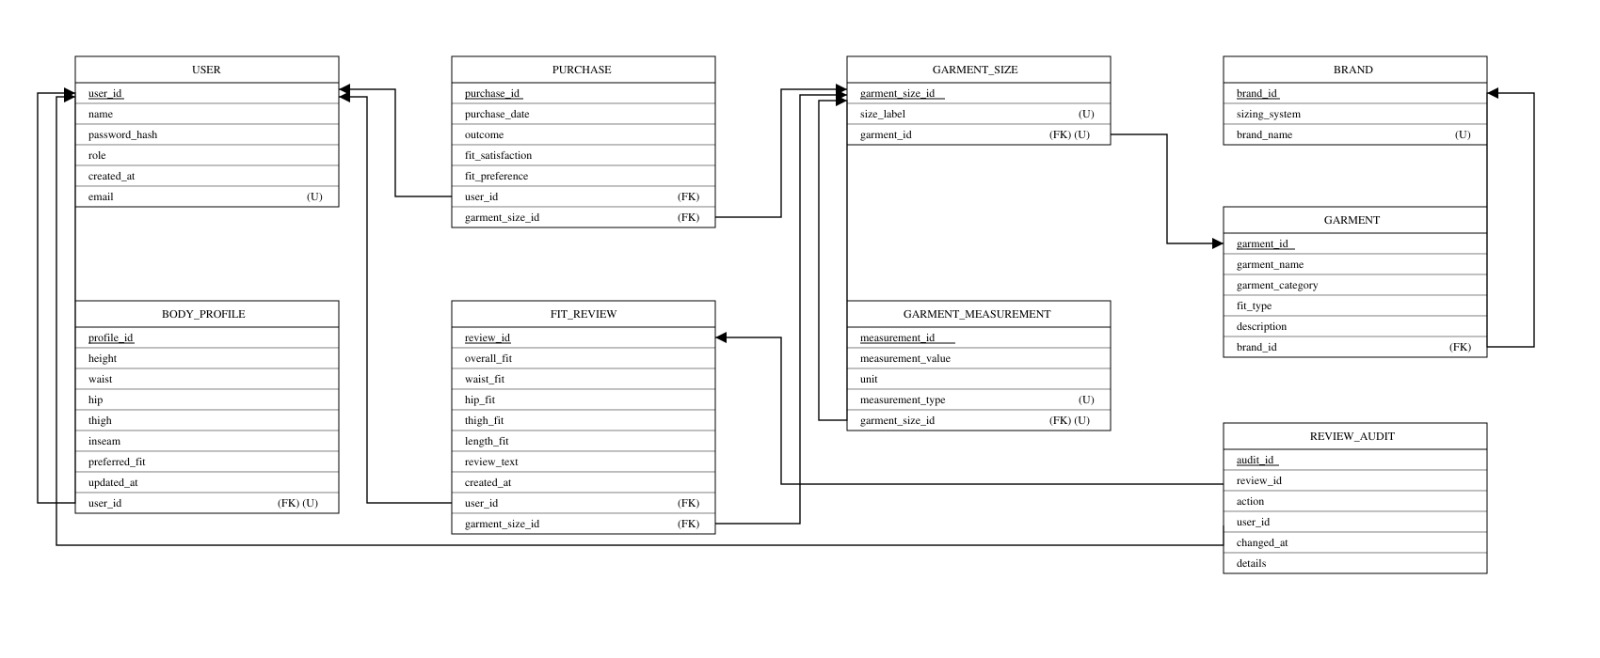 USER
user_id
name
password_hash
role
created_at
email (U)
PURCHASE
purchase_id
purchase_date
outcome
fit_satisfaction
fit_preference
user_id (FK)
garment_size_id (FK)
GARMENT_SIZE
garment_size_id
size_label (U)
garment_id (FK) (U)
BRAND
brand_id
sizing_system
brand_name (U)
GARMENT
garment_id
garment_name
garment_category
fit_type
description
brand_id (FK)
BODY_PROFILE
profile_id
height
waist
hip
thigh
inseam
preferred_fit
updated_at
user_id (FK) (U)
FIT_REVIEW
review_id
overall_fit
waist_fit
hip_fit
thigh_fit
length_fit
review_text
created_at
user_id (FK)
garment_size_id (FK)
GARMENT_MEASUREMENT
measurement_id
measurement_value
unit
measurement_type (U)
garment_size_id (FK) (U)
REVIEW_AUDIT
audit_id
review_id
action
user_id
changed_at
details